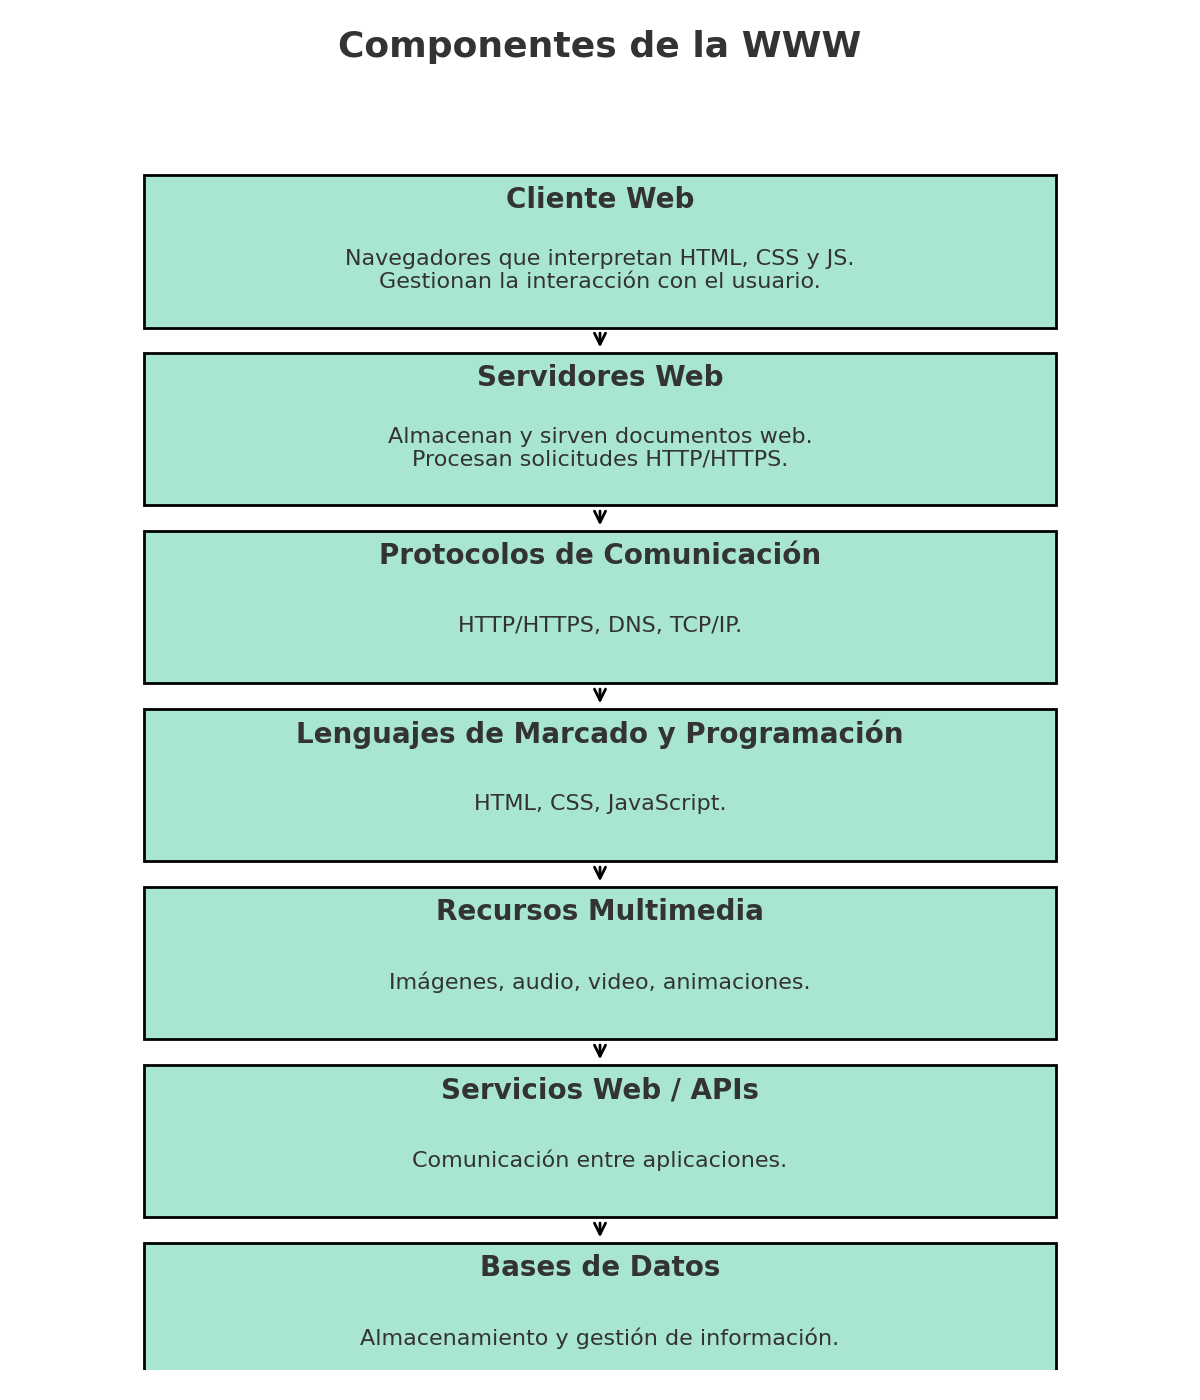 Componentes de la WWW
Cliente Web
Navegadores que interpretan HTML, CSS y JS.
Gestionan la interacción con el usuario.
Servidores Web
Almacenan y sirven documentos web.
Procesan solicitudes HTTP/HTTPS.
Protocolos de Comunicación
HTTP/HTTPS, DNS, TCP/IP.
Lenguajes de Marcado y Programación
HTML, CSS, JavaScript.
Recursos Multimedia
Imágenes, audio, video, animaciones.
Servicios Web / APIs
Comunicación entre aplicaciones.
Bases de Datos
Almacenamiento y gestión de información.